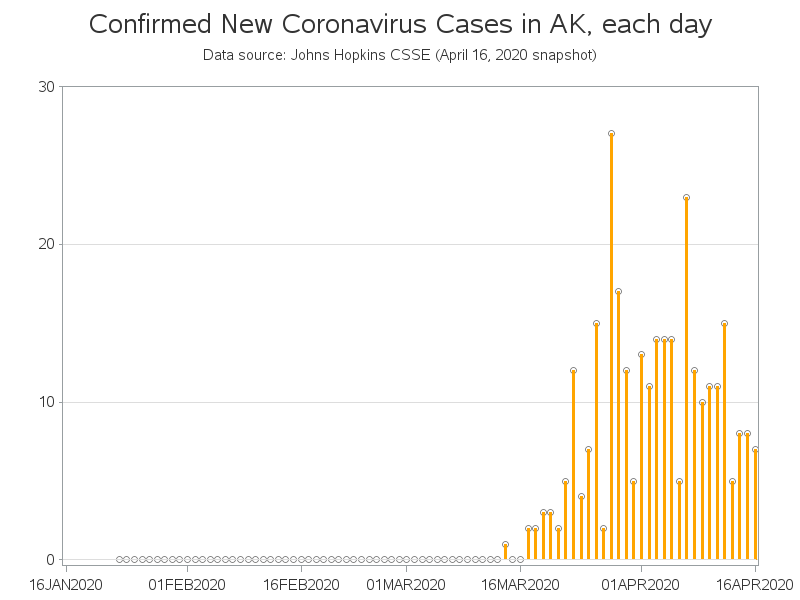 Confirmed New Coronavirus Cases in AK, each day
Data source: Johns Hopkins CSSE (April 16, 2020 snapshot)
30
20
10
0
16JAN2020 01FEB2020 16FEB2020 01MAR2020 16MAR2020 01APR2020 16APR2020